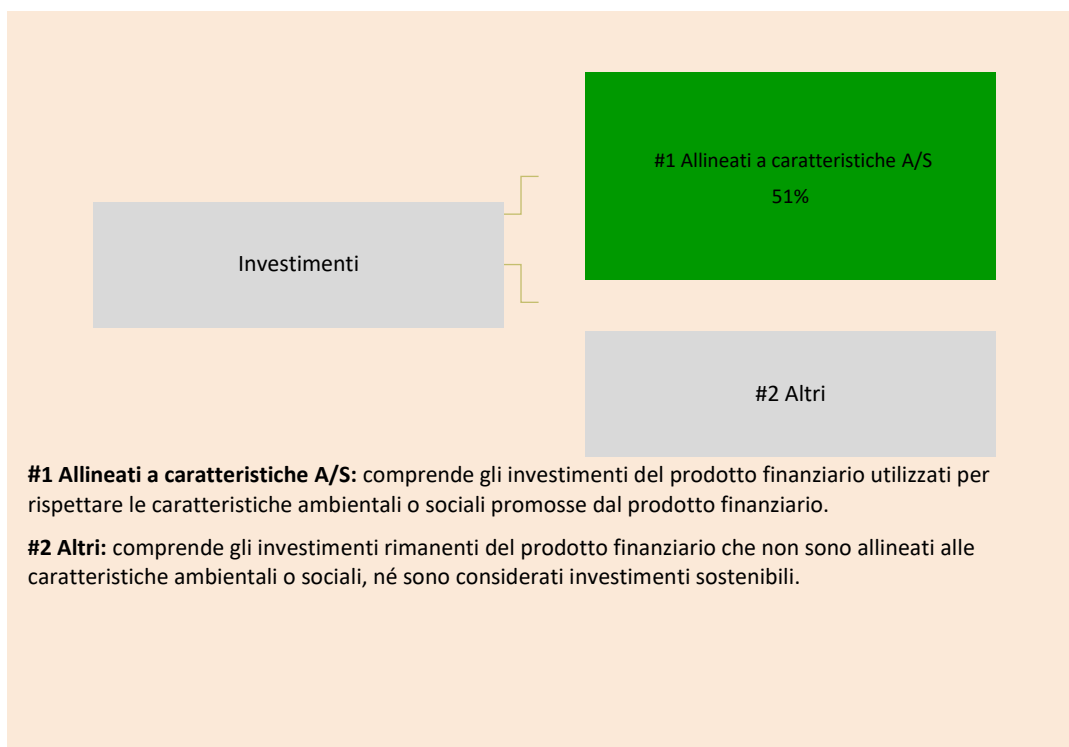 #1 Allineati a caratteristiche A/S
51%
Investimenti
#2 Altri
#1 Allineati a caratteristiche A/S: comprende gli investimenti del prodotto finanziario utilizzati per
rispettare le caratteristiche ambientali o sociali promosse dal prodotto finanziario.
#2 Altri: comprende gli investimenti rimanenti del prodotto finanziario che non sono allineati alle
caratteristiche ambientali o sociali, né sono considerati investimenti sostenibili.